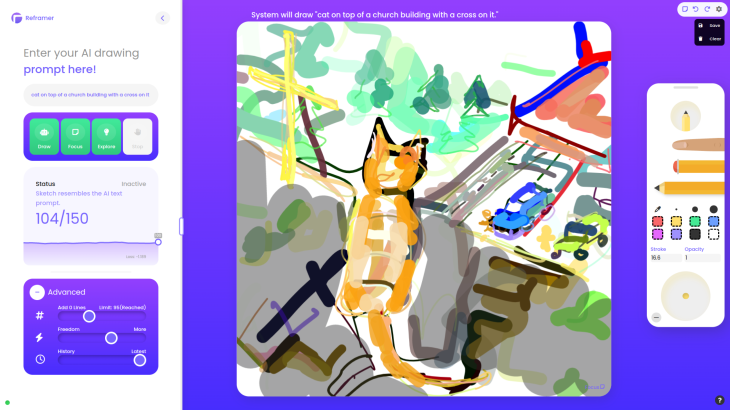 Reframer
System will draw "cat on top of a church building with a cross on it."
Save
Clear
Enter your AI drawing
prompt here!
cat on top of a church building with a cross on it
Draw
Focus
Explore
Stop
Status
Inactive
Sketch resembles the AI text
prompt.
104/150
Advanced
Add 0 Lines
Limit: 95(Reached)
Freedom
More
History
Latest
Stroke
Opacity
16.6
1
?